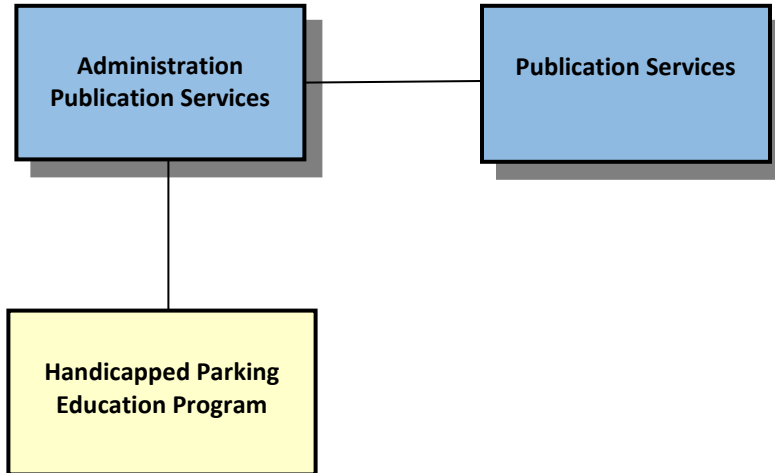 Administration
Publication Services
Publication Services
Handicapped Parking
Education Program